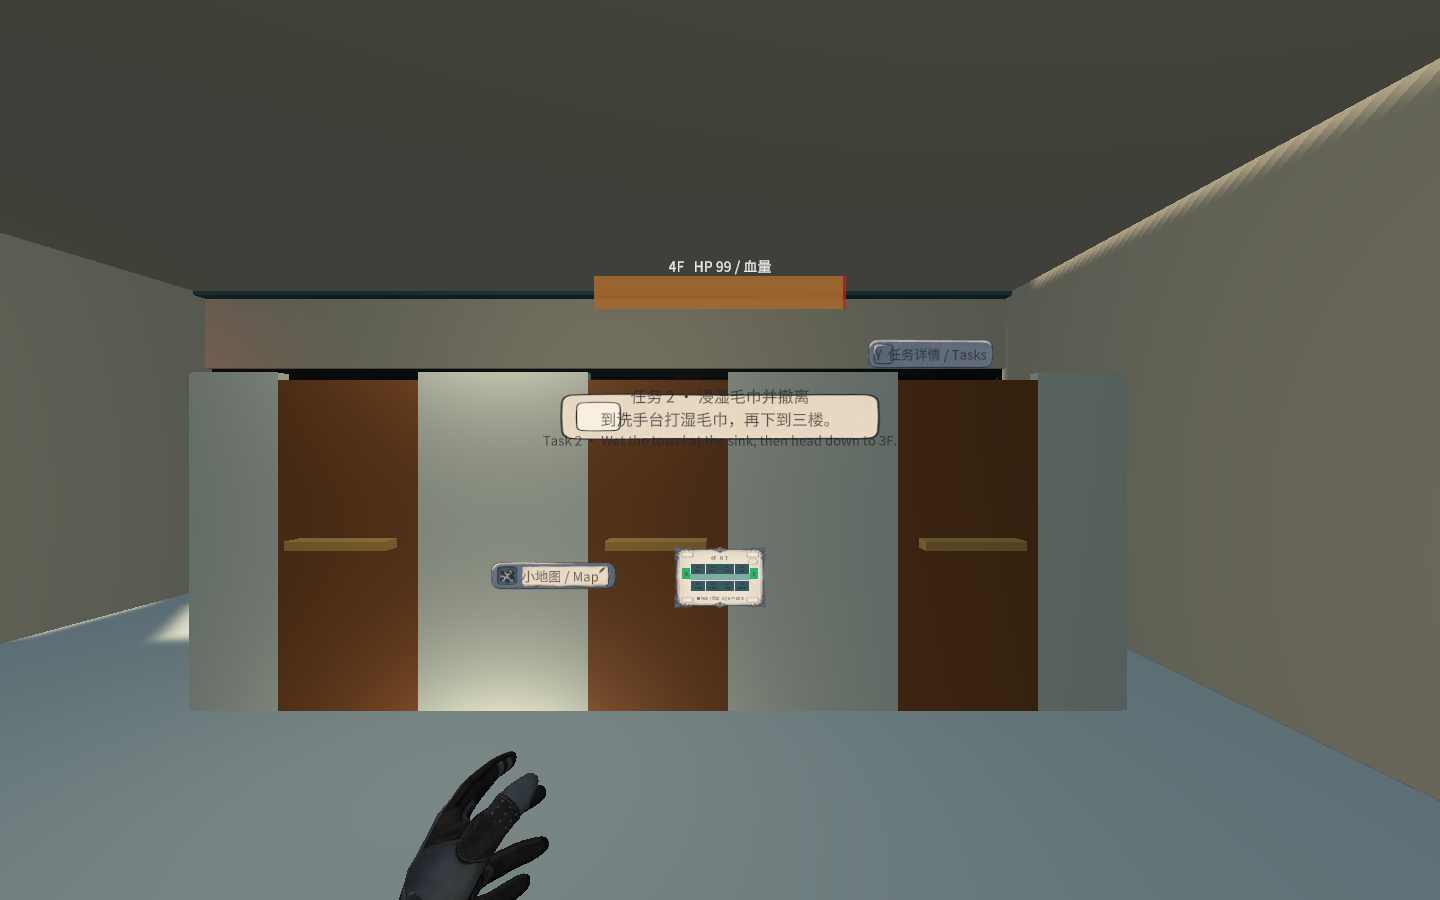 4F HP 99 / 血量
Y 任务详情 / Tasks
任务 2 · 浸湿毛巾并撤离
到洗手台打湿毛巾，再下到三楼。
Task 2 · Wet the towel at the sink, then head down to 3F.
小地图 / Map